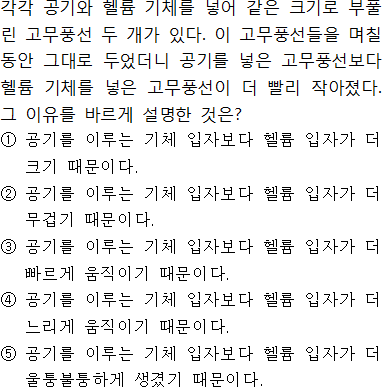 각각 공기와 헬륨 기체를 넣어 같은 크기로 부풀
린 고무풍선 두 개가 있다. 이 고무풍선들을 며칠
동안 그대로 두었더니 공기를 넣은 고무풍선보다
헬륨 기체를 넣은 고무풍선이 더 빨리 작아졌다.
그 이유를 바르게 설명한 것은?
① 공기를 이루는 기체 입자보다 헬륨 입자가 더
크기 때문이다.
② 공기를 이루는 기체 입자보다 헬륨 입자가 더
무겁기 때문이다.
③ 공기를 이루는 기체 입자보다 헬륨 입자가 더
빠르게 움직이기 때문이다.
④ 공기를 이루는 기체 입자보다 헬륨 입자가 더
느리게 움직이기 때문이다.
⑤ 공기를 이루는 기체 입자보다 헬륨 입자가 더
울퉁불퉁하게 생겼기 때문이다.